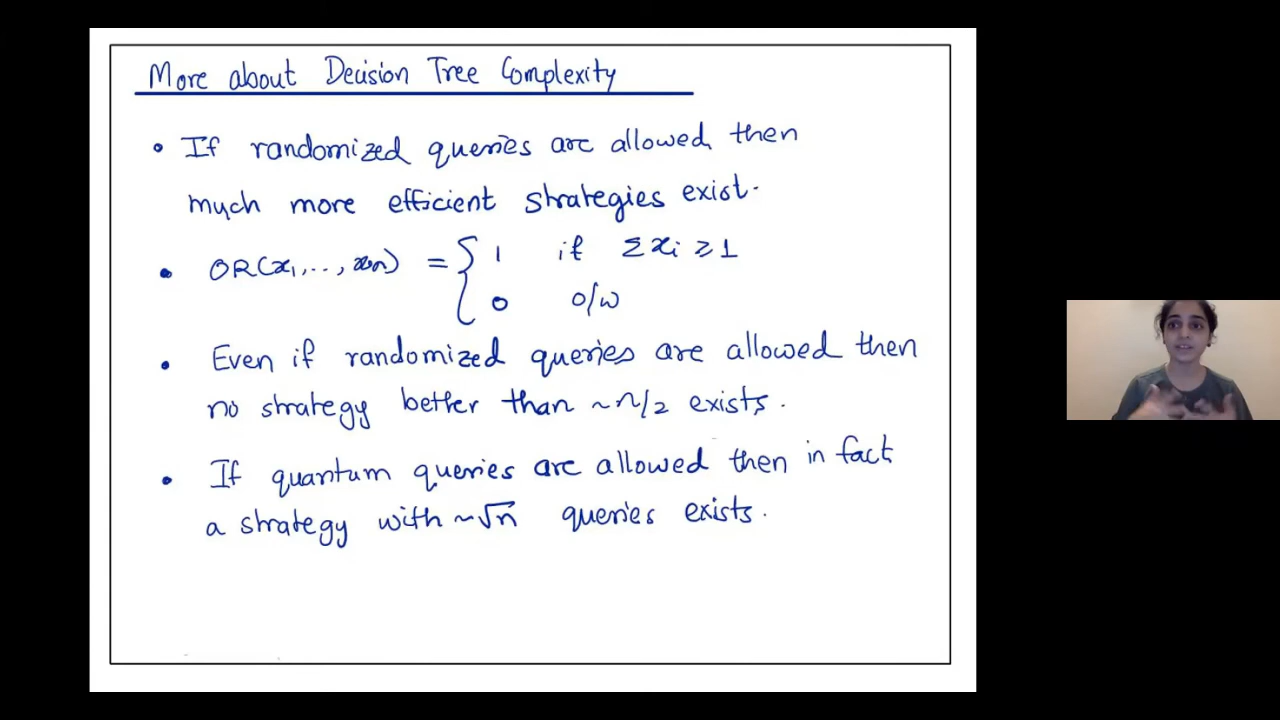 More about Decision Tree Complexity
• If randomized queries are allowed, then
much more efficient strategies exist.
• OR(x1,..., xn) = { 1 if Σxi ≥ 1
0 o/w
• Even if randomized queries are allowed then
no strategy better than ~n/2 exists.
• If quantum queries are allowed then in fact
a strategy with ~√n queries exists.